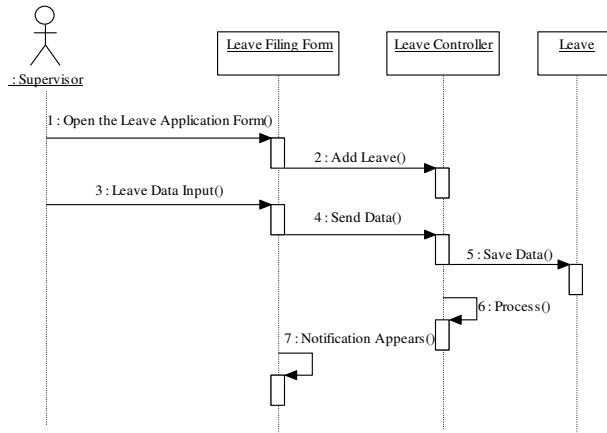 : Supervisor
Leave Filing Form
Leave Controller
Leave
1 : Open the Leave Application Form()
2 : Add Leave()
3 : Leave Data Input()
4 : Send Data()
5 : Save Data()
6 : Process()
7 : Notification Appears()